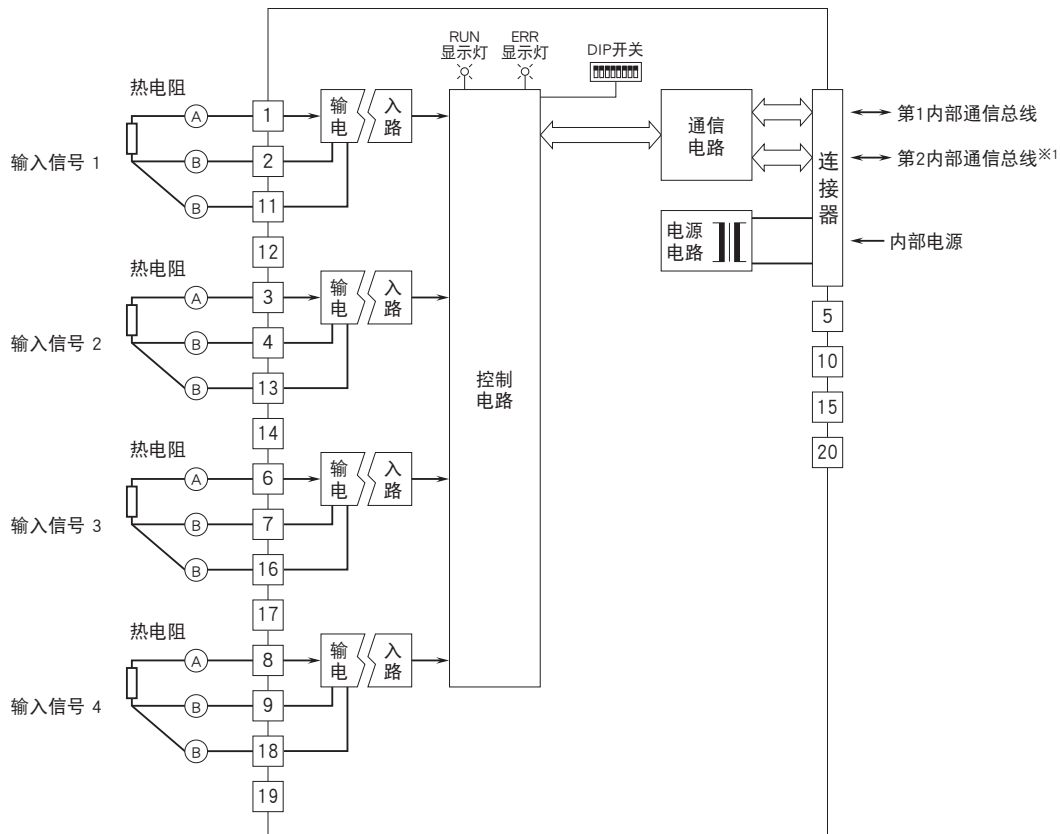 RUN
显示灯
ERR
显示灯
DIP开关
热电阻
输入信号 1
A
B
B
1
2
11
12
输 入
电 路
热电阻
输入信号 2
A
B
B
3
4
13
14
输 入
电 路
热电阻
输入信号 3
A
B
B
6
7
16
17
输 入
电 路
热电阻
输入信号 4
A
B
B
8
9
18
19
输 入
电 路
控制
电路
通信
电路
电源
电路
连接器
第1内部通信总线
第2内部通信总线※1
内部电源
5
10
15
20